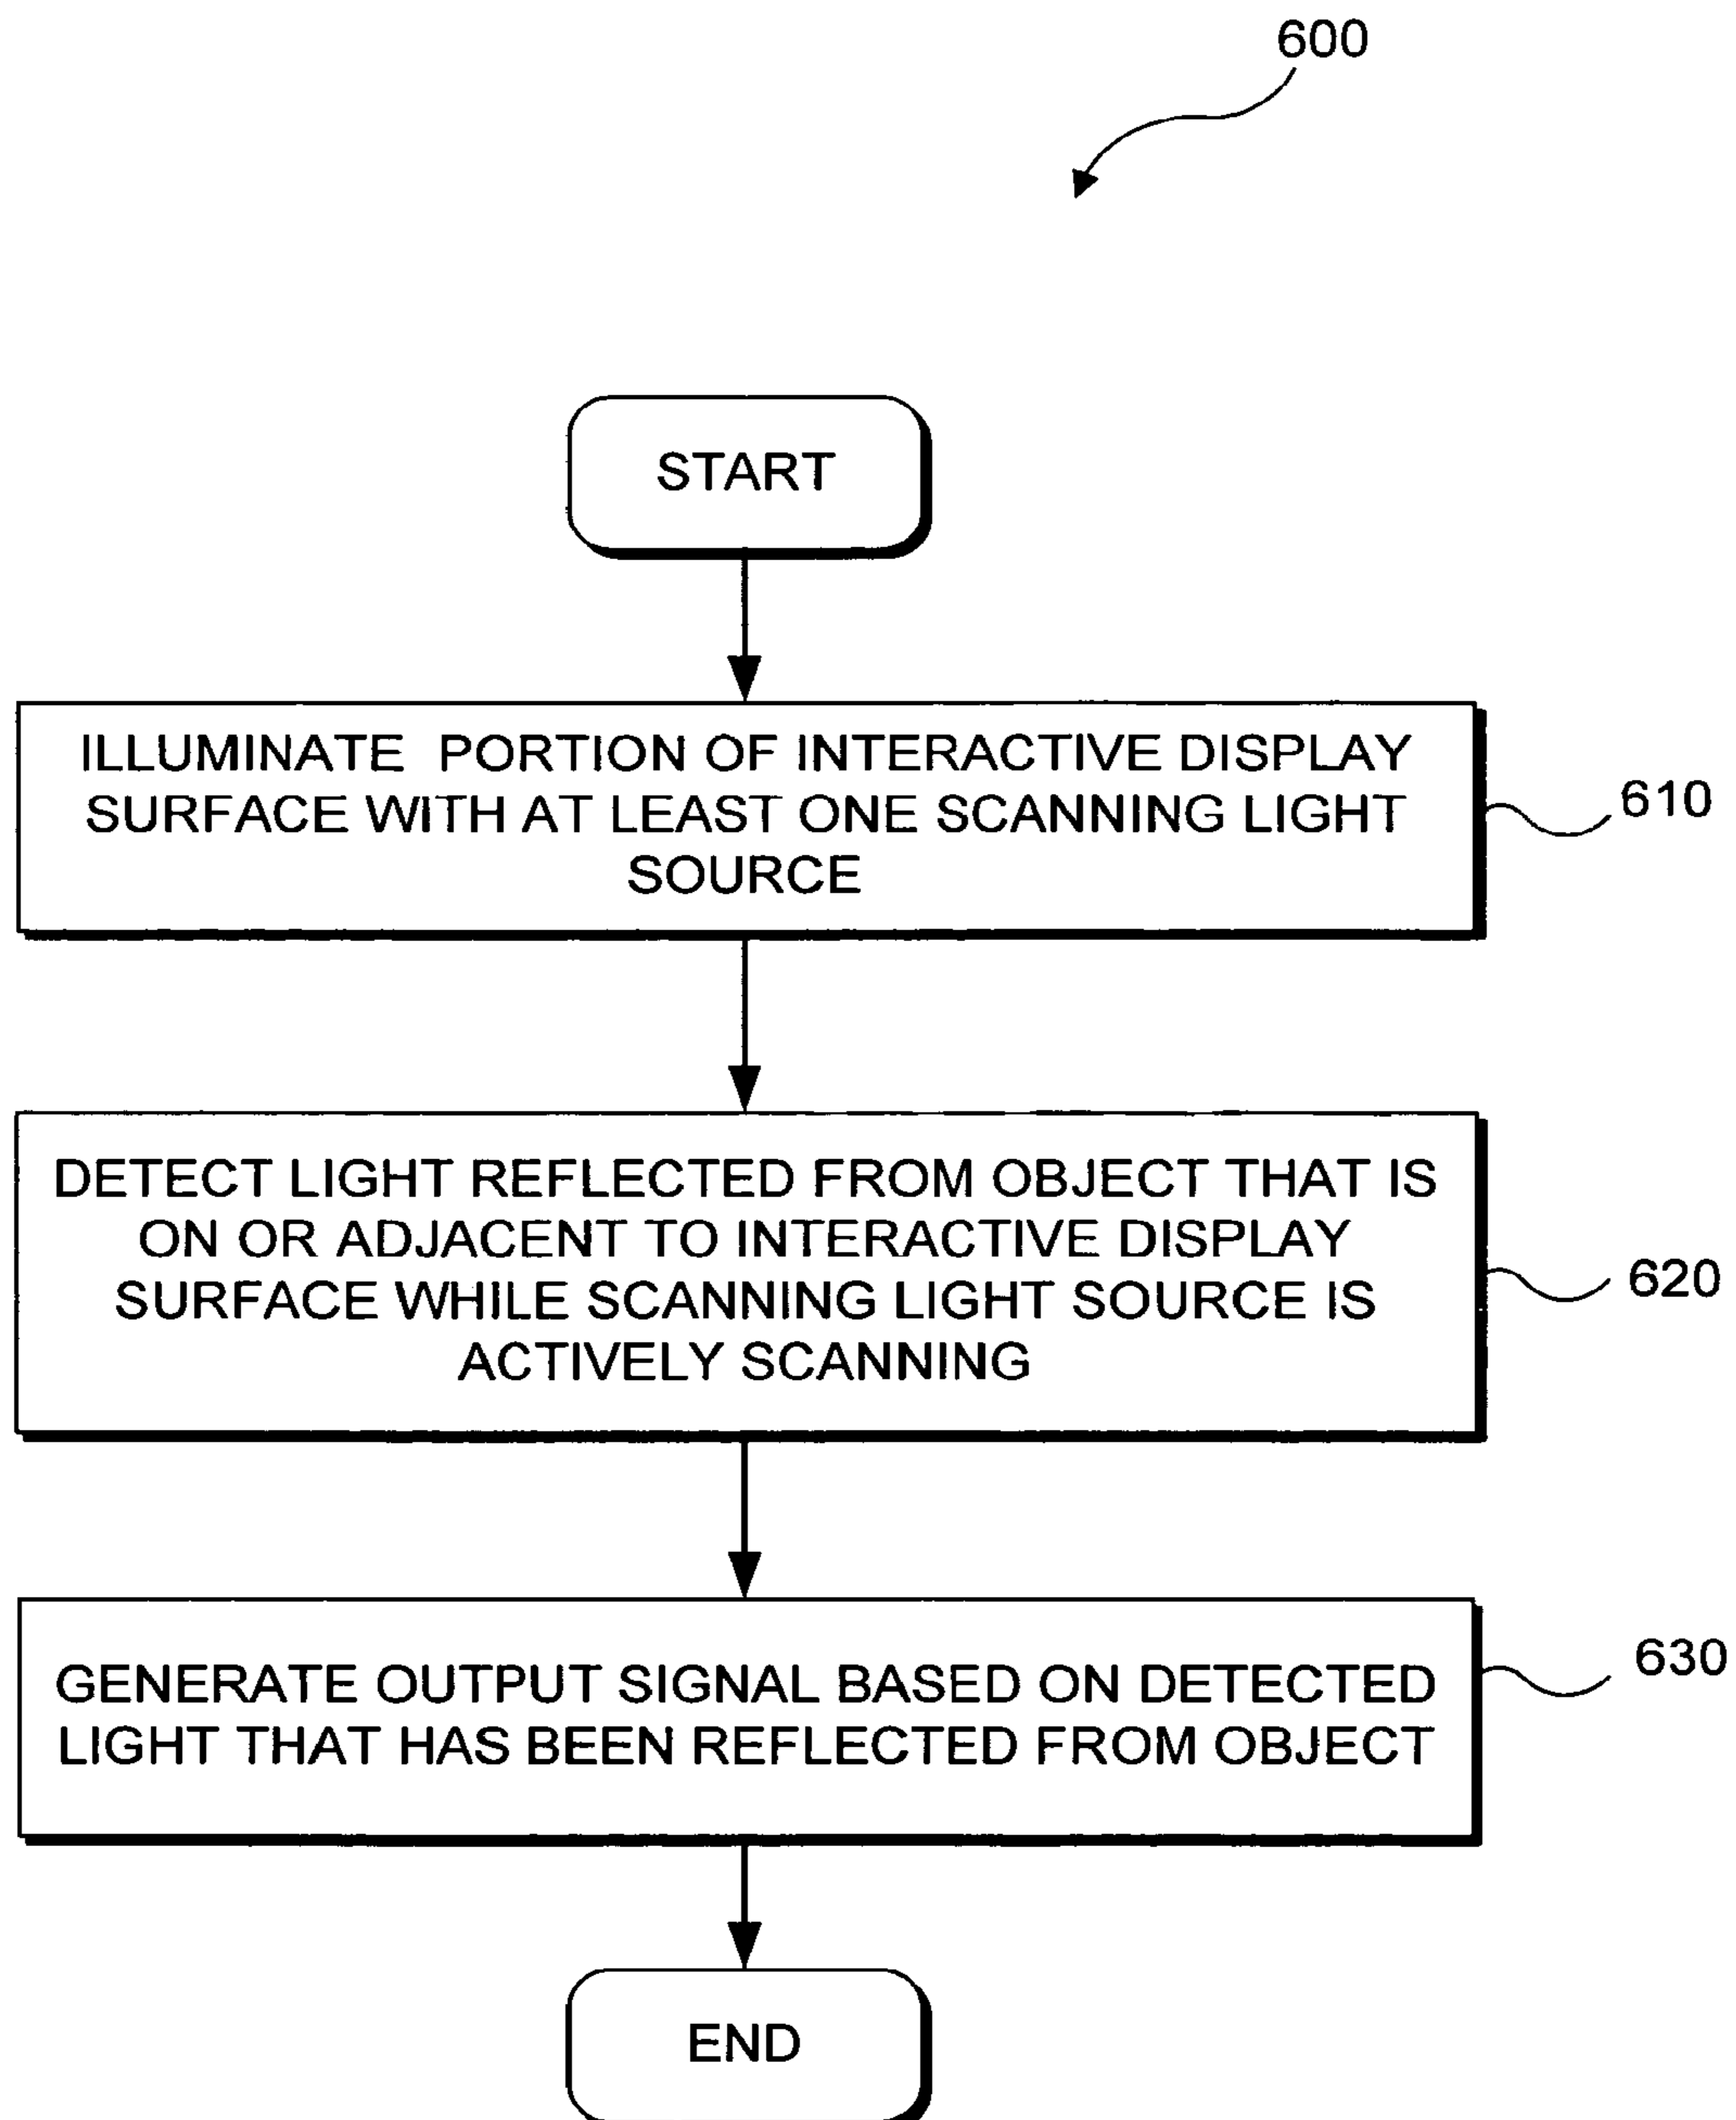 600
START
ILLUMINATE PORTION OF INTERACTIVE DISPLAY
SURFACE WITH AT LEAST ONE SCANNING LIGHT
SOURCE
610
DETECT LIGHT REFLECTED FROM OBJECT THAT IS
ON OR ADJACENT TO INTERACTIVE DISPLAY
SURFACE WHILE SCANNING LIGHT SOURCE IS
ACTIVELY SCANNING
620
GENERATE OUTPUT SIGNAL BASED ON DETECTED
LIGHT THAT HAS BEEN REFLECTED FROM OBJECT
630
END